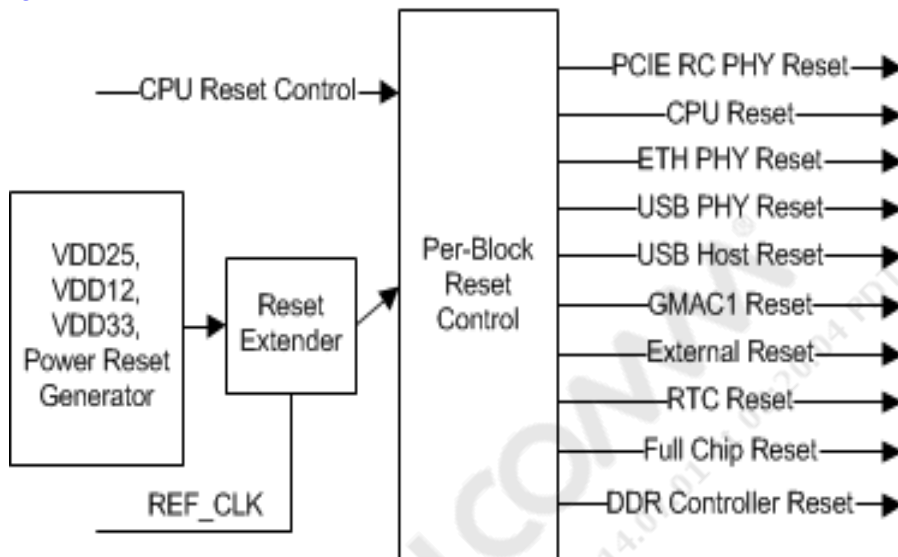 CPU Reset Control
VDD25,
VDD12,
VDD33,
Power Reset
Generator
Reset
Extender
REF_CLK
Per-Block
Reset
Control
PCIE RC PHY Reset
CPU Reset
ETH PHY Reset
USB PHY Reset
USB Host Reset
GMAC1 Reset
External Reset
RTC Reset
Full Chip Reset
DDR Controller Reset